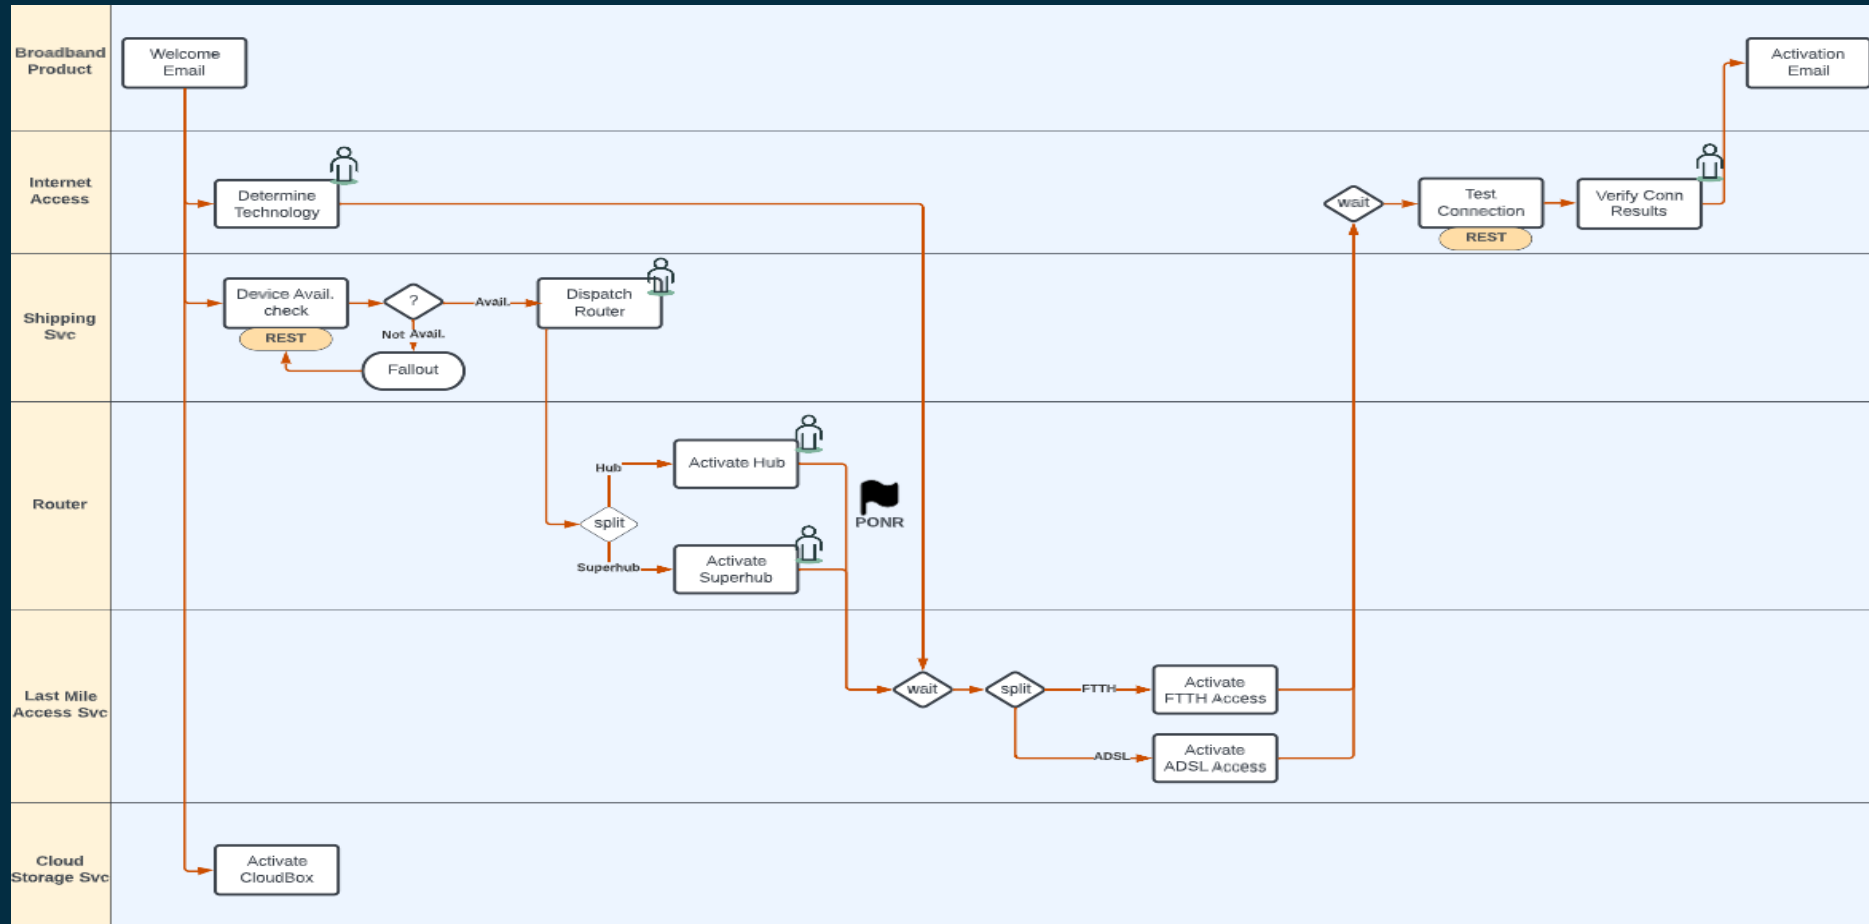 Broadband
Product
Welcome
Email
Activation
Email
Internet
Access
Determine
Technology
wait
Test
Connection
REST
Verify Conn
Results
Shipping
Svc
Device Avail.
check
REST
?
Avail.
Not Avail.
Fallout
Dispatch
Router
Router
split
Hub
Activate Hub
Superhub
Activate
Superhub
PONR
Last Mile
Access Svc
wait
split
FTTH
Activate
FTTH Access
ADSL
Activate
ADSL Access
Cloud
Storage Svc
Activate
CloudBox